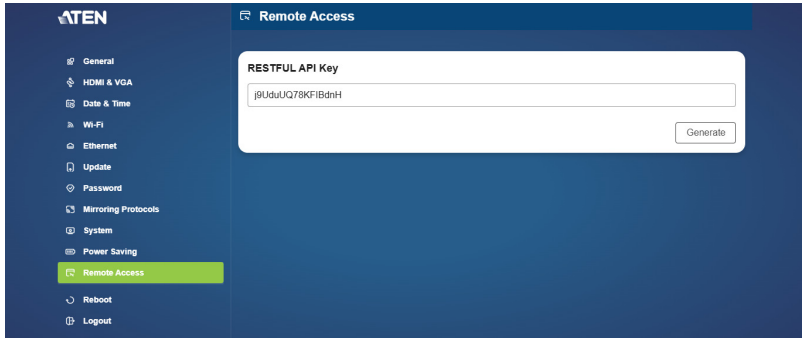 ATEN
Remote Access
General
HDMI & VGA
Date & Time
Wi-Fi
Ethernet
Update
Password
Mirroring Protocols
System
Power Saving
Remote Access
Reboot
Logout
RESTFUL API Key
j9UduUQ78KFIBdnH
Generate